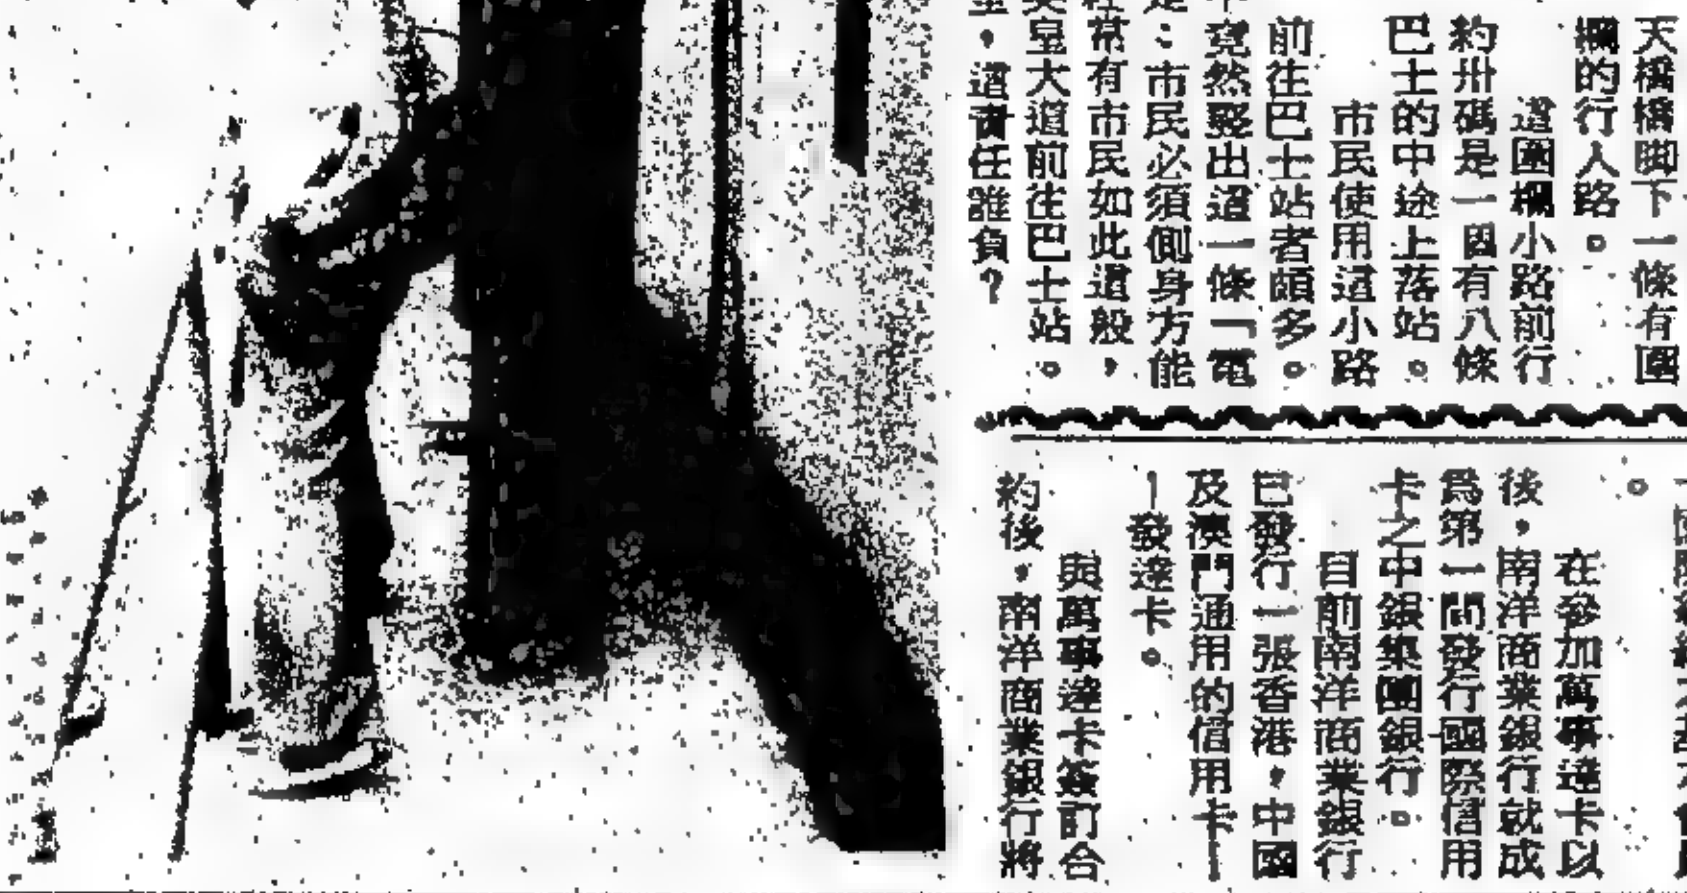 天橋橋脚下一條有圍
欄的行人路。
這圍欄小路前行
約卅碼是一個有八條
巴士的中途上落站。
市民使用這小路
前往巴士站者頗多。
竟然竪出這一條「電
：市民必須側身方能
常有市民如此這般，
皇大道前往巴士站。
，這責任誰負？
。
在參加萬事達卡以
後，南洋商業銀行就成
爲第一間發行國際信用
卡之中銀集團銀行。
目前南洋商業銀行
已發行一張香港，中國
及澳門通用的信用卡—
—發達卡。
與萬事達卡簽訂合
約後，南洋商業銀行將